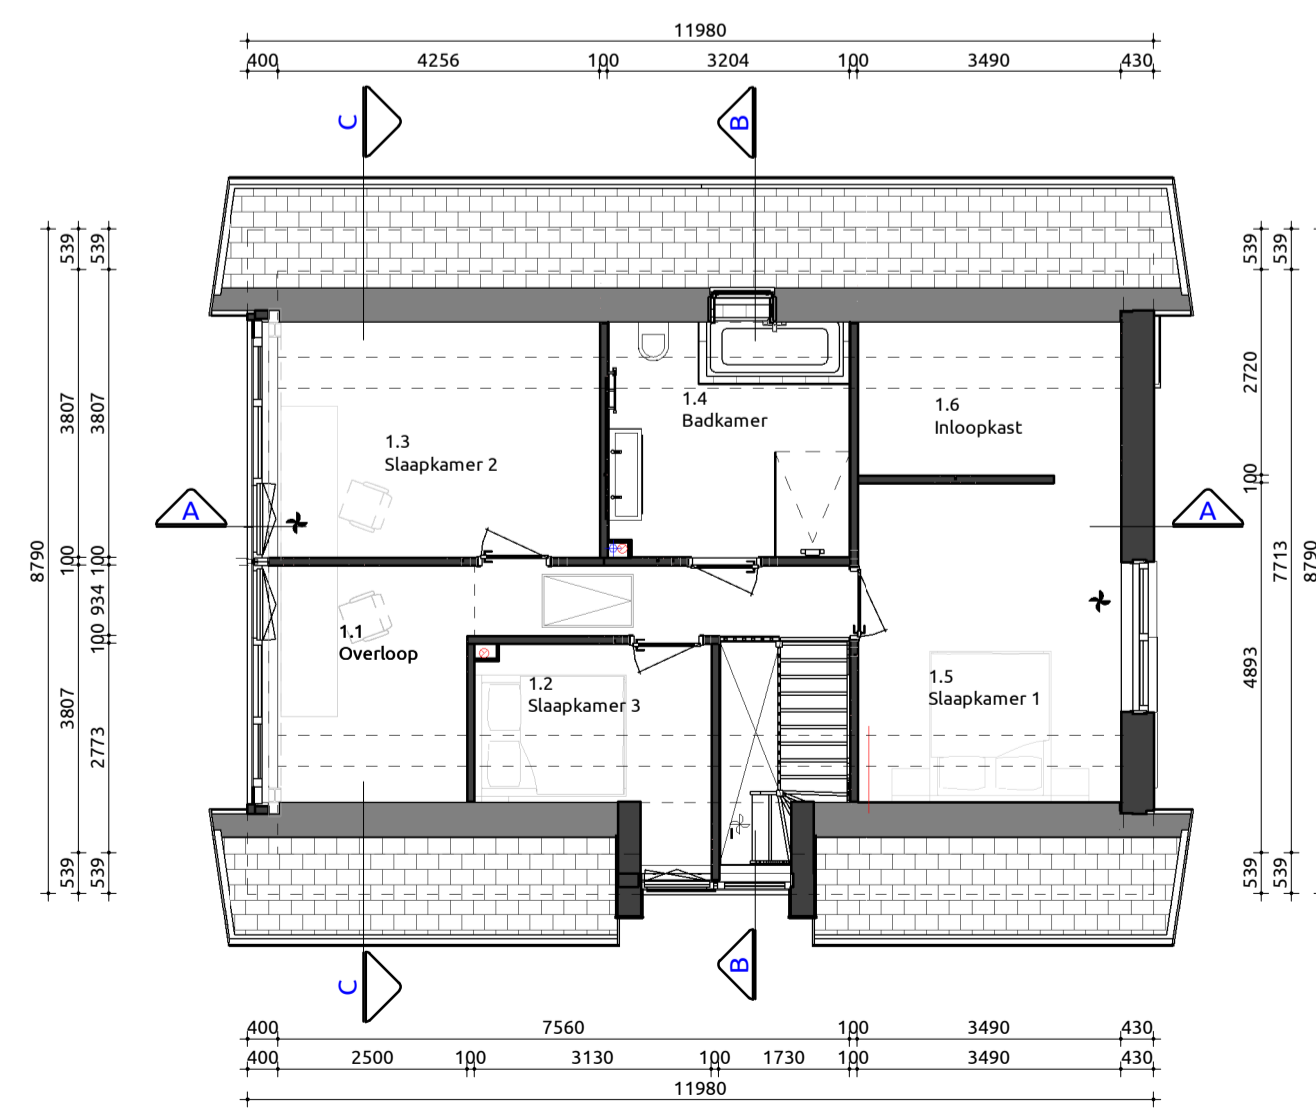 11980
400 4256 100 3204 100 3490 430
C
B
539 539
539 539
3807 3807
2720
1.4
Badkamer
1.6
Inloopkast
1.3
Slaapkamer 2
100
A
A
8790
100 100
7713
8790
934
100
1.1
Overloop
1.2
Slaapkamer 3
1.5
Slaapkamer 1
4893
3807
2773
539 539
539 539
B
C
400 7560 100 3490 430
400 2500 100 3130 100 1730 100 3490 430
11980